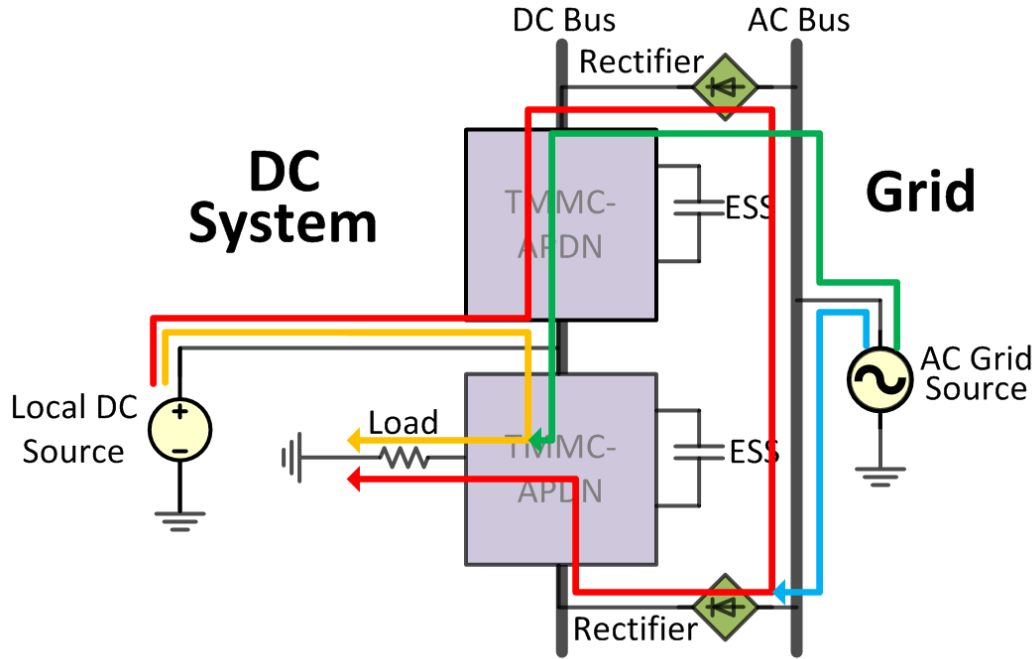 DC Bus
AC Bus
Rectifier
DC
System
Grid
TMMC-
APDN
ESS
Local DC
Source
AC Grid
Source
Load
TMMC-
APDN
ESS
Rectifier